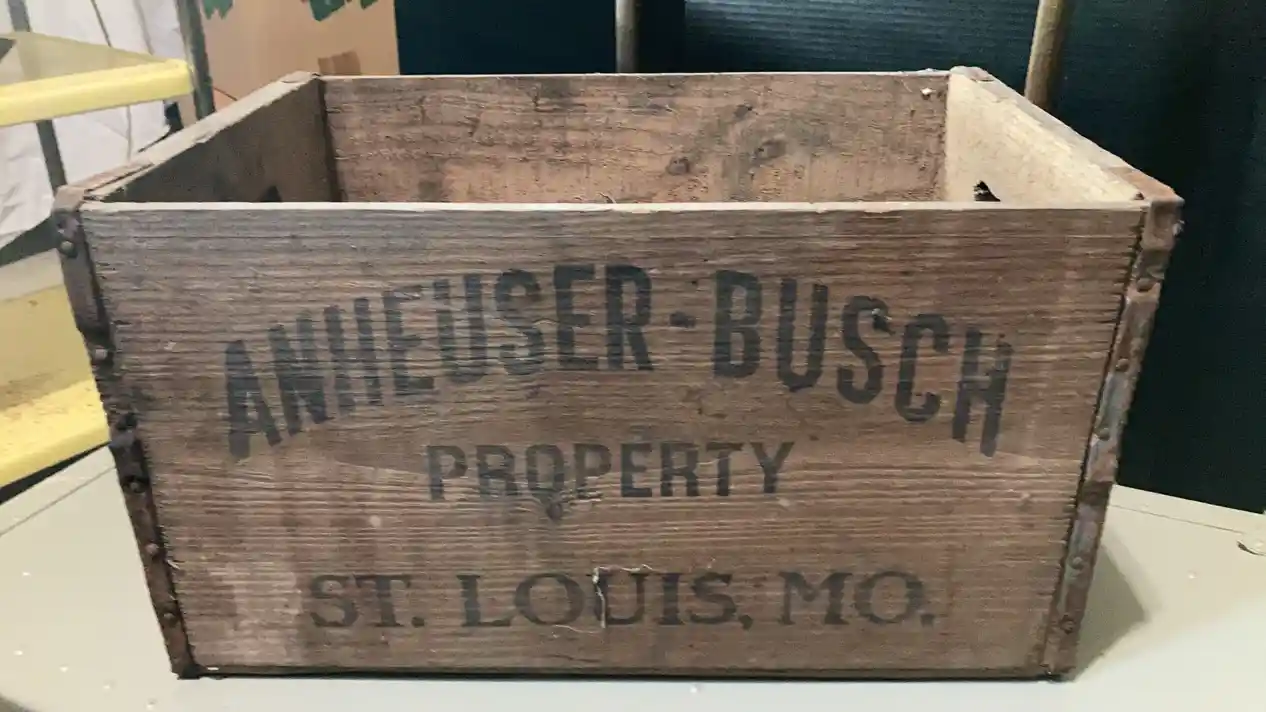 ANHEUSER-BUSCH
PROPERTY
ST. LOUIS, MO.